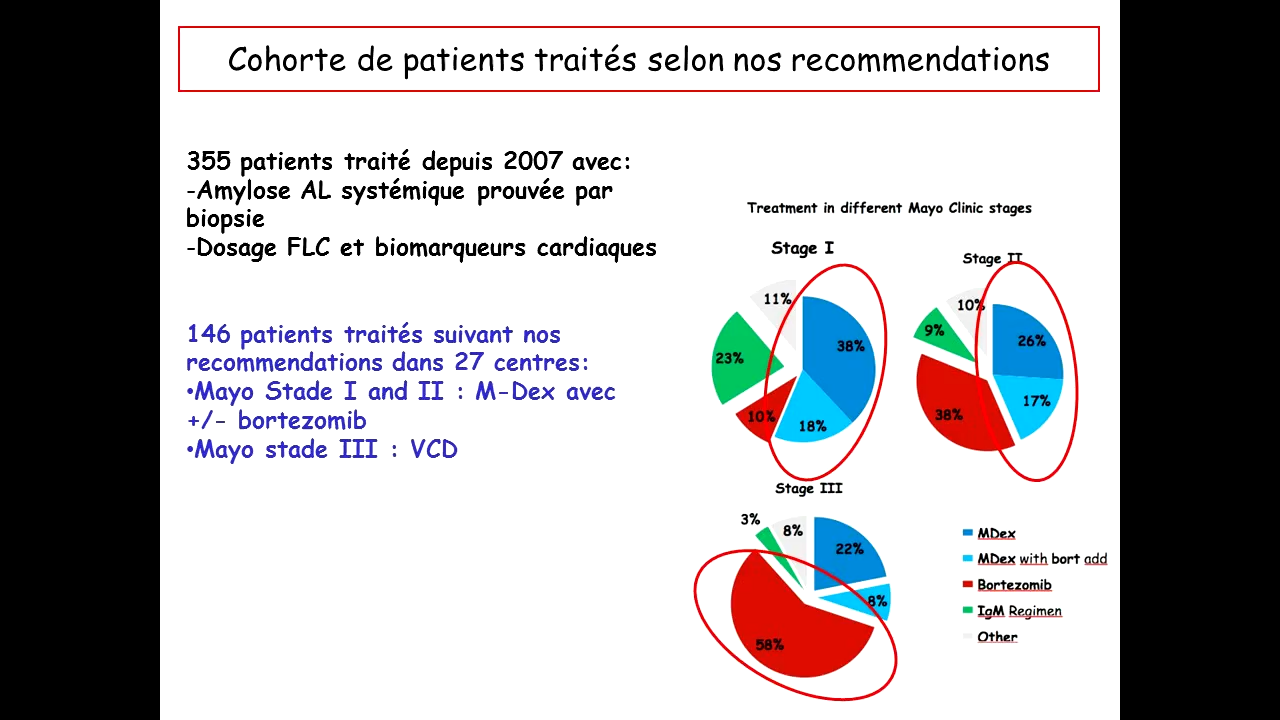 Cohorte de patients traités selon nos recommendations
355 patients traité depuis 2007 avec:
-Amylose AL systémique prouvée par
biopsie
-Dosage FLC et biomarqueurs cardiaques
146 patients traités suivant nos
recommendations dans 27 centres:
•Mayo Stade I and II : M-Dex avec
+/- bortezomib
•Mayo stade III : VCD
Treatment in different Mayo Clinic stages
Stage I
11%
38%
23%
10%
18%
Stage II
10%
9%
26%
38%
17%
Stage III
3%
8%
22%
8%
58%
MDex
MDex with bort add
Bortezomib
IgM Regimen
Other